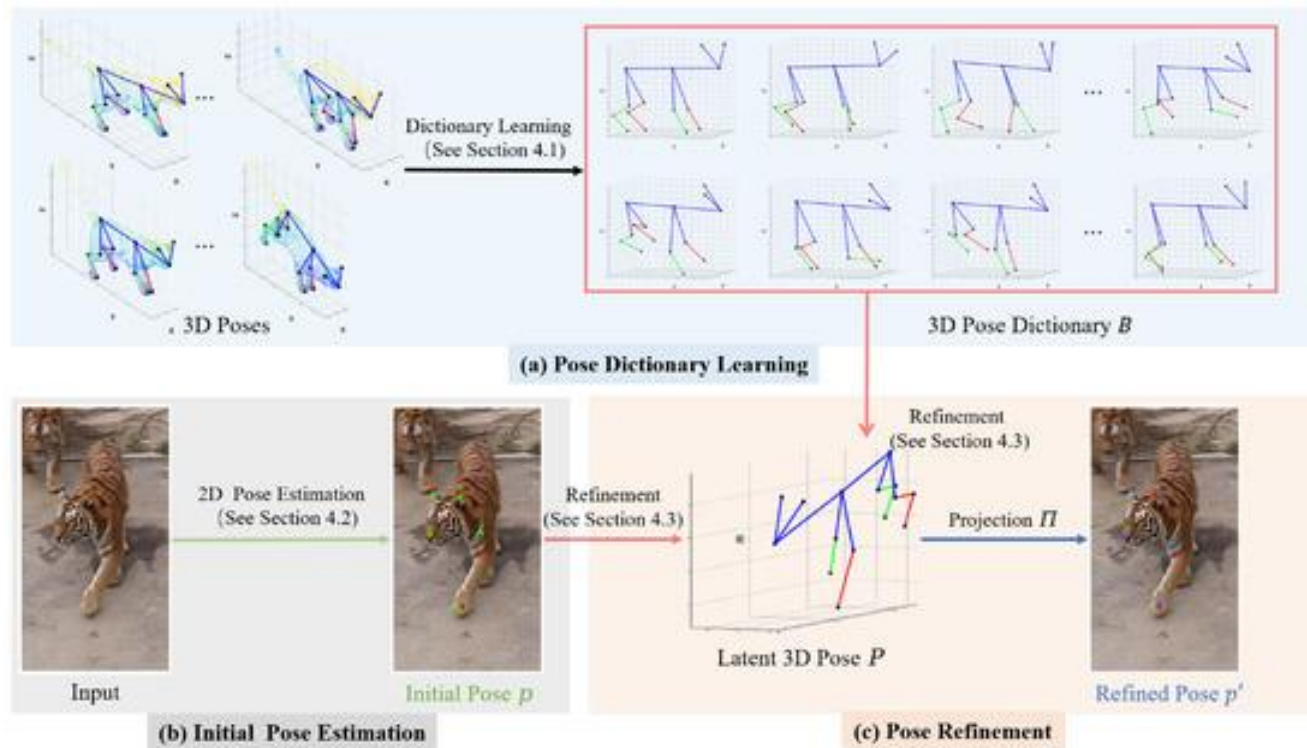 Dictionary Learning
(See Section 4.1)
...
...
...
...
3D Poses
3D Pose Dictionary B
(a) Pose Dictionary Learning
2D Pose Estimation
(See Section 4.2)
Refinement
(See Section 4.3)
Refinement
(See Section 4.3)
Projection Π
Input
Initial Pose p
Latent 3D Pose P
Refined Pose p'
(b) Initial Pose Estimation
(c) Pose Refinement